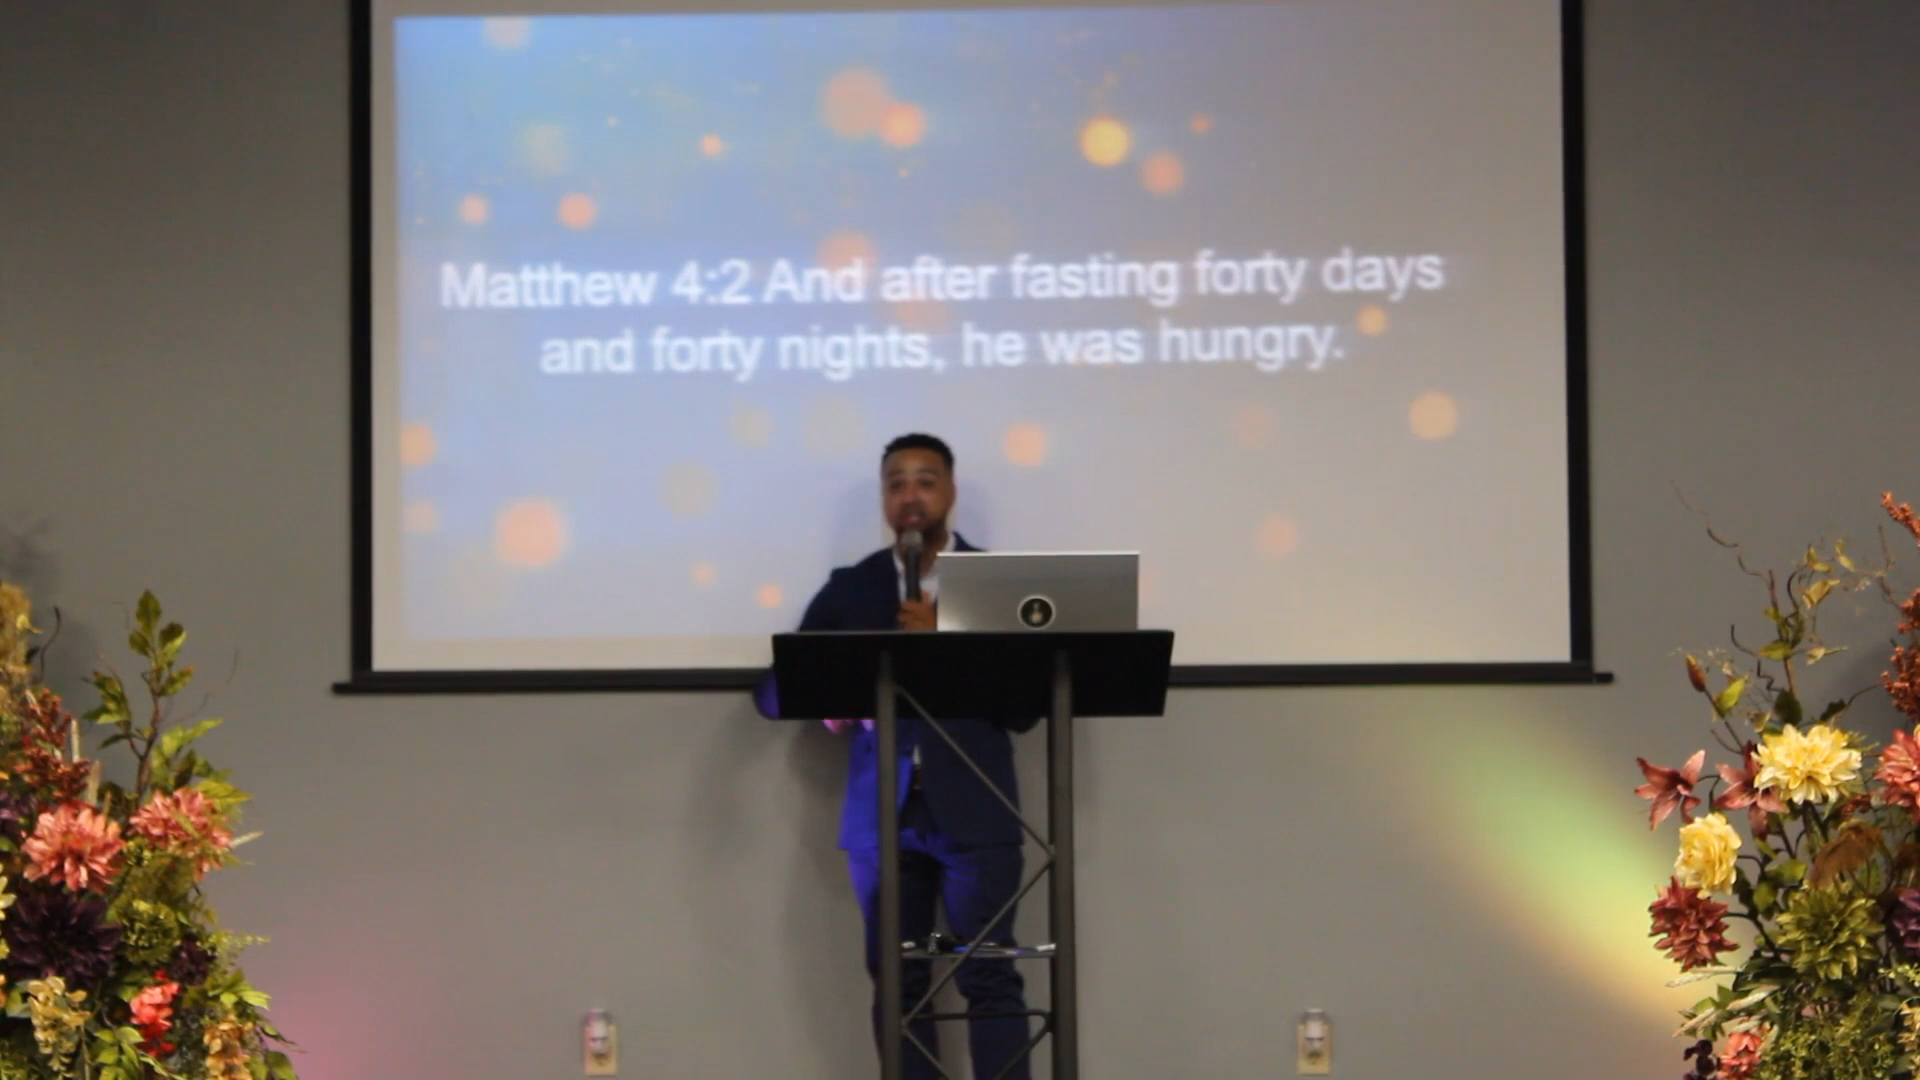 Matthew 4:2 And after fasting forty days
and forty nights, he was hungry.